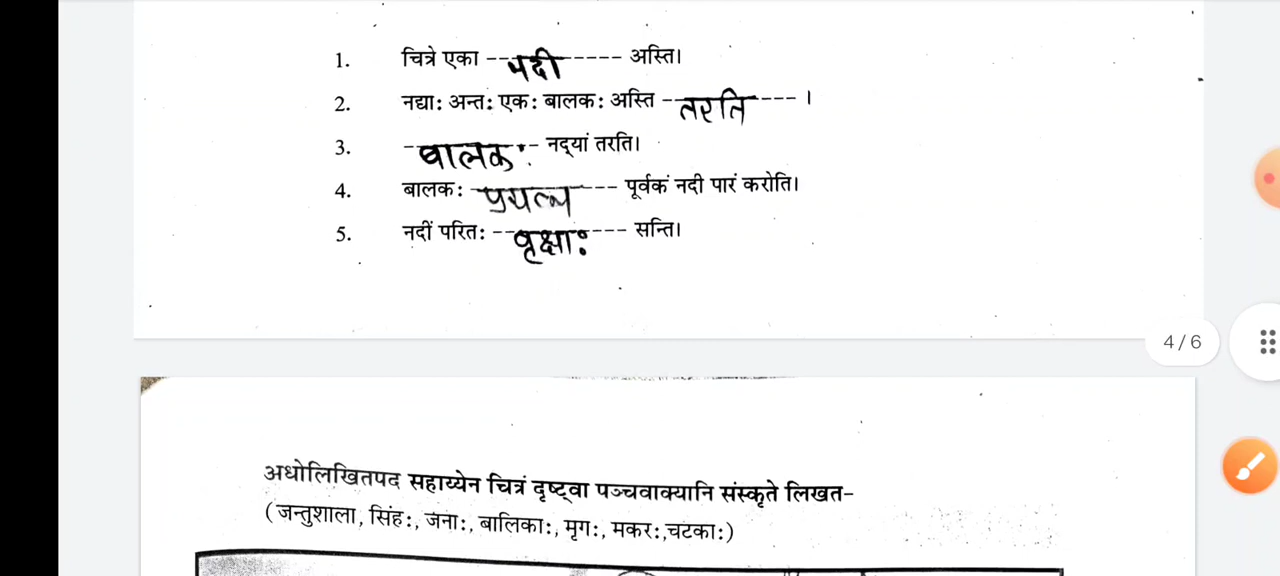 1. चित्रे एका ---नदी----- अस्ति।
2. नद्याः अन्तः एकः बालकः अस्ति --तरति---- ।
3. -बालकः-- नद्यां तरति।
4. बालकः -प्रयत्न--- पूर्वकं नदी पारं करोति।
5. नदीं परितः --वृक्षाः---- सन्ति।
4 / 6
अधोलिखितपद सहाय्येन चित्रं दृष्ट्वा पञ्चवाक्यानि संस्कृते लिखत-
(जन्तुशाला, सिंहः, जनाः, बालिकाः, मृगः, मकरः,चटकाः)